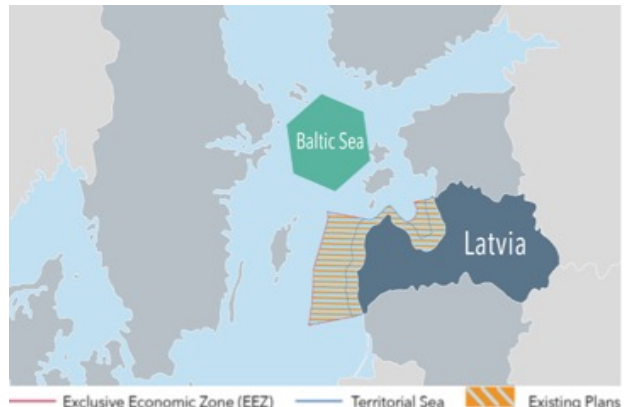 Baltic Sea
Latvia
Exclusive Economic Zone (EEZ) Territorial Sea Existing Plans